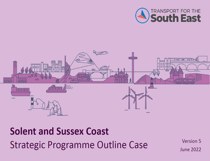 TRANSPORT FOR THE
South East
Solent and Sussex Coast
Strategic Programme Outline Case
Version 5
June 2022